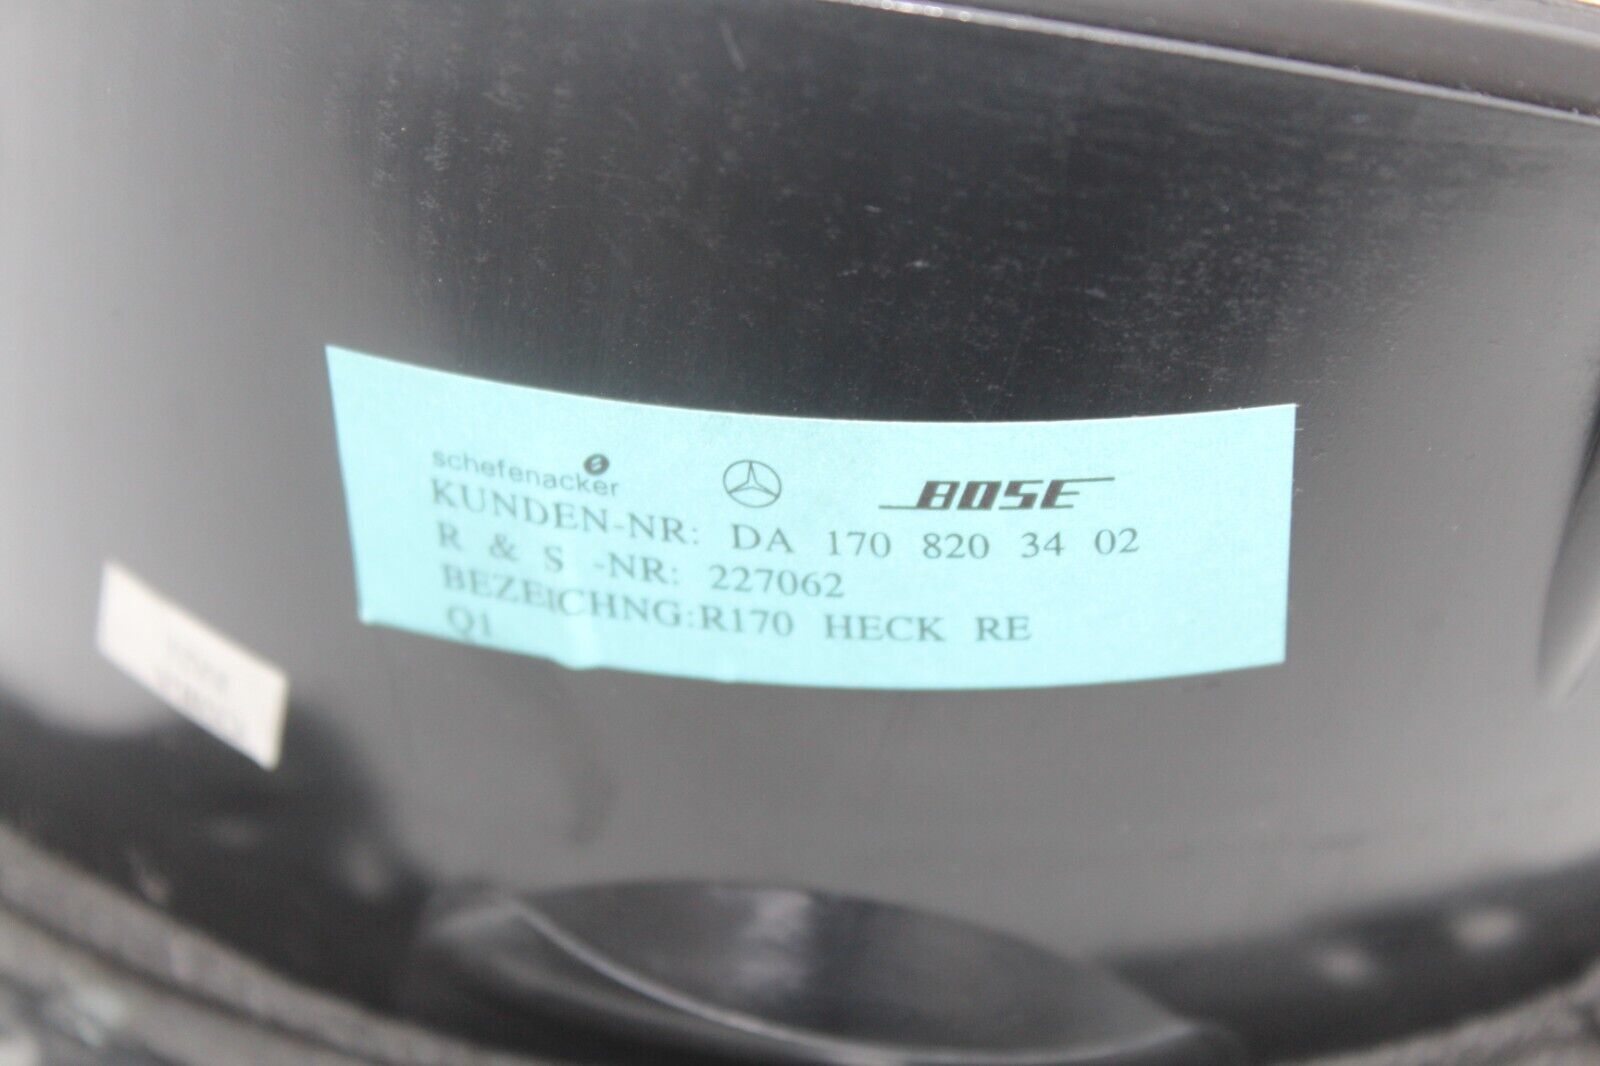 schefenacker BOSE
KUNDEN-NR: DA 170 820 34 02
R & S -NR: 227062
BEZEICHNG:R170 HECK RE
Q1